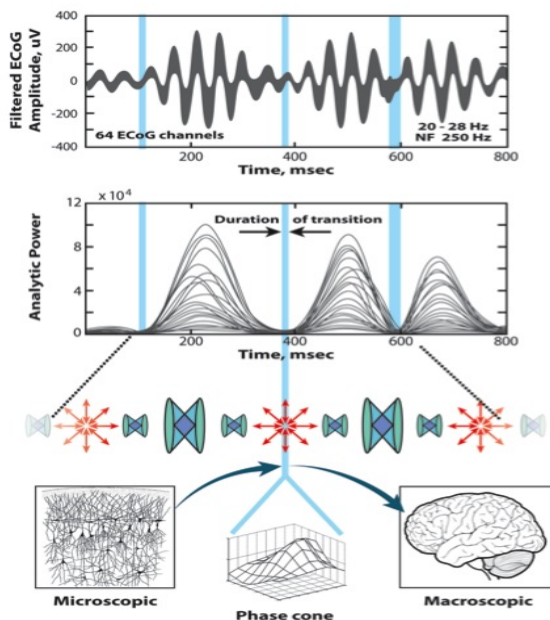 Filtered ECoG
Amplitude, uV
400
200
0
-200
-400
64 ECoG channels
20 - 28 Hz
NF 250 Hz
200
400
600
800
Time, msec
x 10^4
Analytic Power
12
8
4
0
Duration of transition
200
400
600
800
Time, msec
Microscopic
Phase cone
Macroscopic